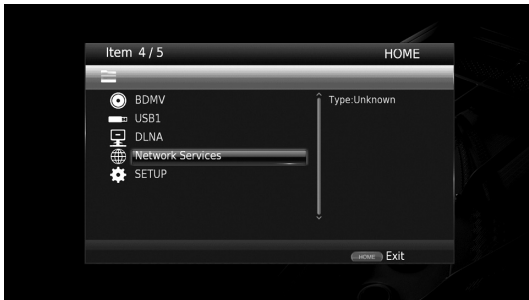 Item 4/5 HOME
BDMV Type:Unknown
USB1
DLNA
Network Services
SETUP
HOME Exit